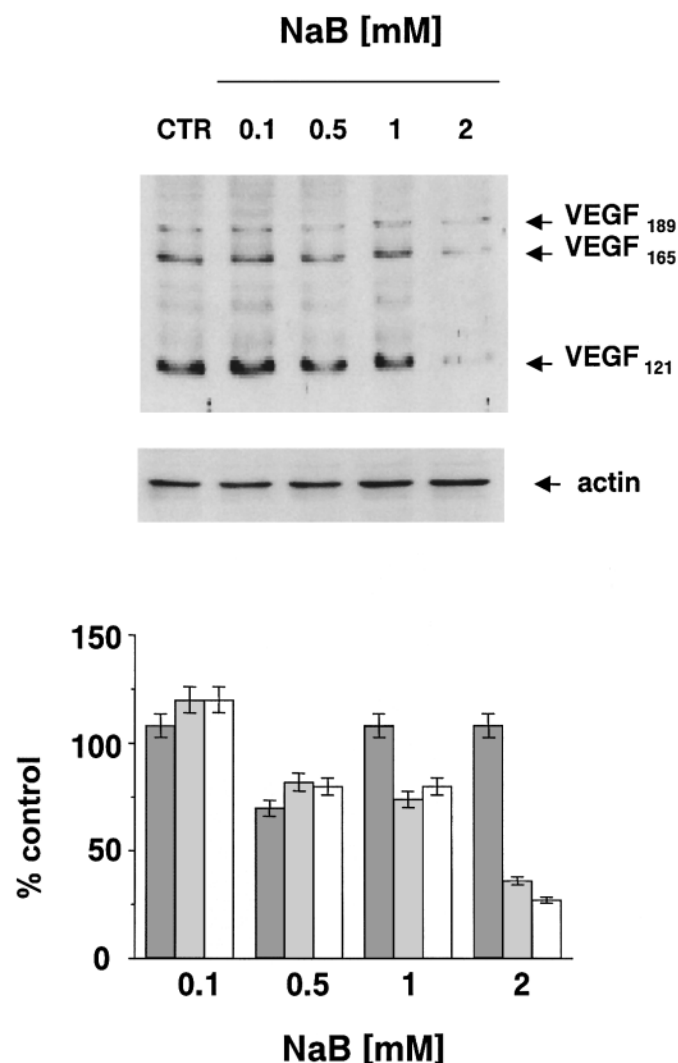 NaB [mM]
CTR 0.1 0.5 1 2
VEGF 189
VEGF 165
VEGF 121
actin
150
100
50
0
% control
0.1 0.5 1 2
NaB [mM]